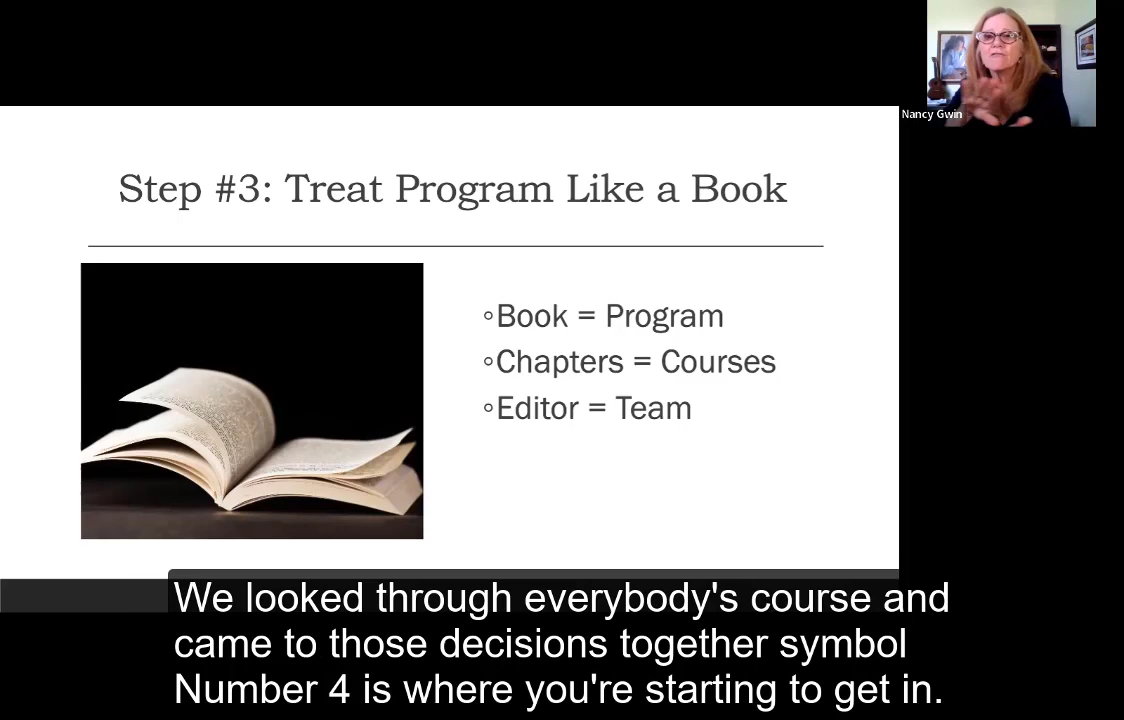 Nancy Gwin
Step #3: Treat Program Like a Book
◦Book = Program
◦Chapters = Courses
◦Editor = Team
We looked through everybody's course and
came to those decisions together symbol
Number 4 is where you're starting to get in.